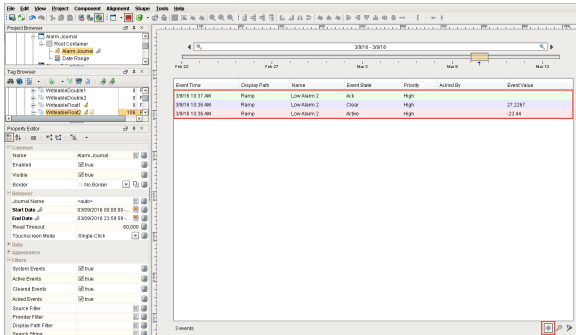 File Edit View Project Component Alignment Shape Tools Help
Project Browser
Alarm Journal
Root Container
Alarm Journal
Date Range
Tag Browser
WriteableDouble1
WriteableDouble2
WriteableFloat1
WriteableFloat2 106
Property Editor
Common
Name Alarm Journal
Enabled true
Visible true
Border No Border
Behavior
Journal Name <auto>
Start Date 03/09/2016 00:00:00
End Date 03/09/2016 23:59:59
Read Timeout 60,000
Touchscreen Mode Single-Click
Data
Appearance
Filters
System Events true
Active Events true
Cleared Events true
Acked Events true
Source Filter
Provider Filter
Display Path Filter
Search String
3/9/16 - 3/9/16
Feb 23 Feb 27 Mar 3 Mar 8 Mar 13
Event Time Display Path Name Event State Priority Acked By Event Value
3/9/16 10:37 AM Ramp Low Alarm 2 Ack High
3/9/16 10:36 AM Ramp Low Alarm 2 Clear High 27.2287
3/9/16 10:36 AM Ramp Low Alarm 2 Active High -23.44
3 events